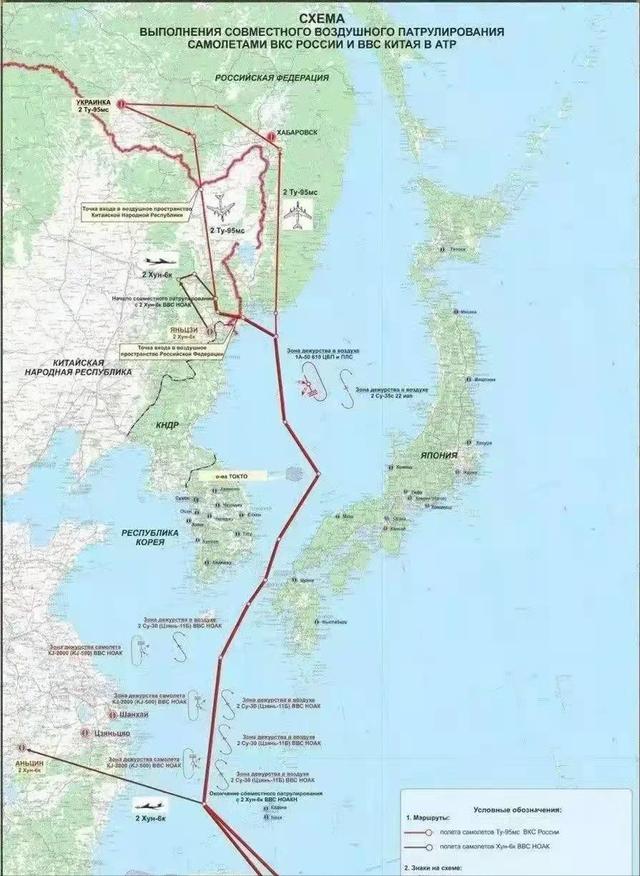 СХЕМА
ВЫПОЛНЕНИЯ СОВМЕСТНОГО ВОЗДУШНОГО ПАТРУЛИРОВАНИЯ
САМОЛЕТАМИ ВКС РОССИИ И ВВС КИТАЯ В АТР
РОССИЙСКАЯ ФЕДЕРАЦИЯ
УКРАИНКА
2 Ту-95мс
ХАБАРОВСК
2 Ту-95мс
Точка входа в воздушное пространство
Китайской Народной Республики
2 Ту-95мс
2 Хун-6к
Начало совместного патрулирования
с 2 Хун-6к ВВС НОАК
ЯНЬЦЗИ
2 Хун-6к
Точка входа в воздушное
пространство Российской Федерации
Зона дежурства в воздухе
1А-50 610 ЦБП и ПЛС
Зона дежурства в воздухе
2 Су-35с 22 иап
КИТАЙСКАЯ
НАРОДНАЯ РЕСПУБЛИКА
КНДР
ЯПОНИЯ
о-ва ТОКТО
РЕСПУБЛИКА
КОРЕЯ
Зона дежурства в воздухе
2 Су-30 (Цзянь-11Б) ВВС НОАК
Зона дежурства самолета
KJ-2000 (KJ-500) ВВС НОАК
Зона дежурства самолета
KJ-2000 (KJ-500) ВВС НОАК
Зона дежурства в воздухе
2 Су-30 (Цзянь-11Б) ВВС НОАК
Шанхай
Цзяньцяо
Зона дежурства в воздухе
2 Су-30 (Цзянь-11Б) ВВС НОАК
АНЬЦИН
2 Хун-6к
Зона дежурства самолета
KJ-2000 (KJ-500) ВВС НОАК
Зона дежурства в воздухе
2 Су-30 (Цзянь-11Б) ВВС НОАК
Окончание совместного патрулирования
с 2 Хун-6к ВВС НОАКН
2 Хун-6к
Условные обозначения:
1. Маршруты:
полета самолетов Ту-95мс ВКС России
полета самолетов Хун-6к ВВС НОАК
2. Знаки на схеме: